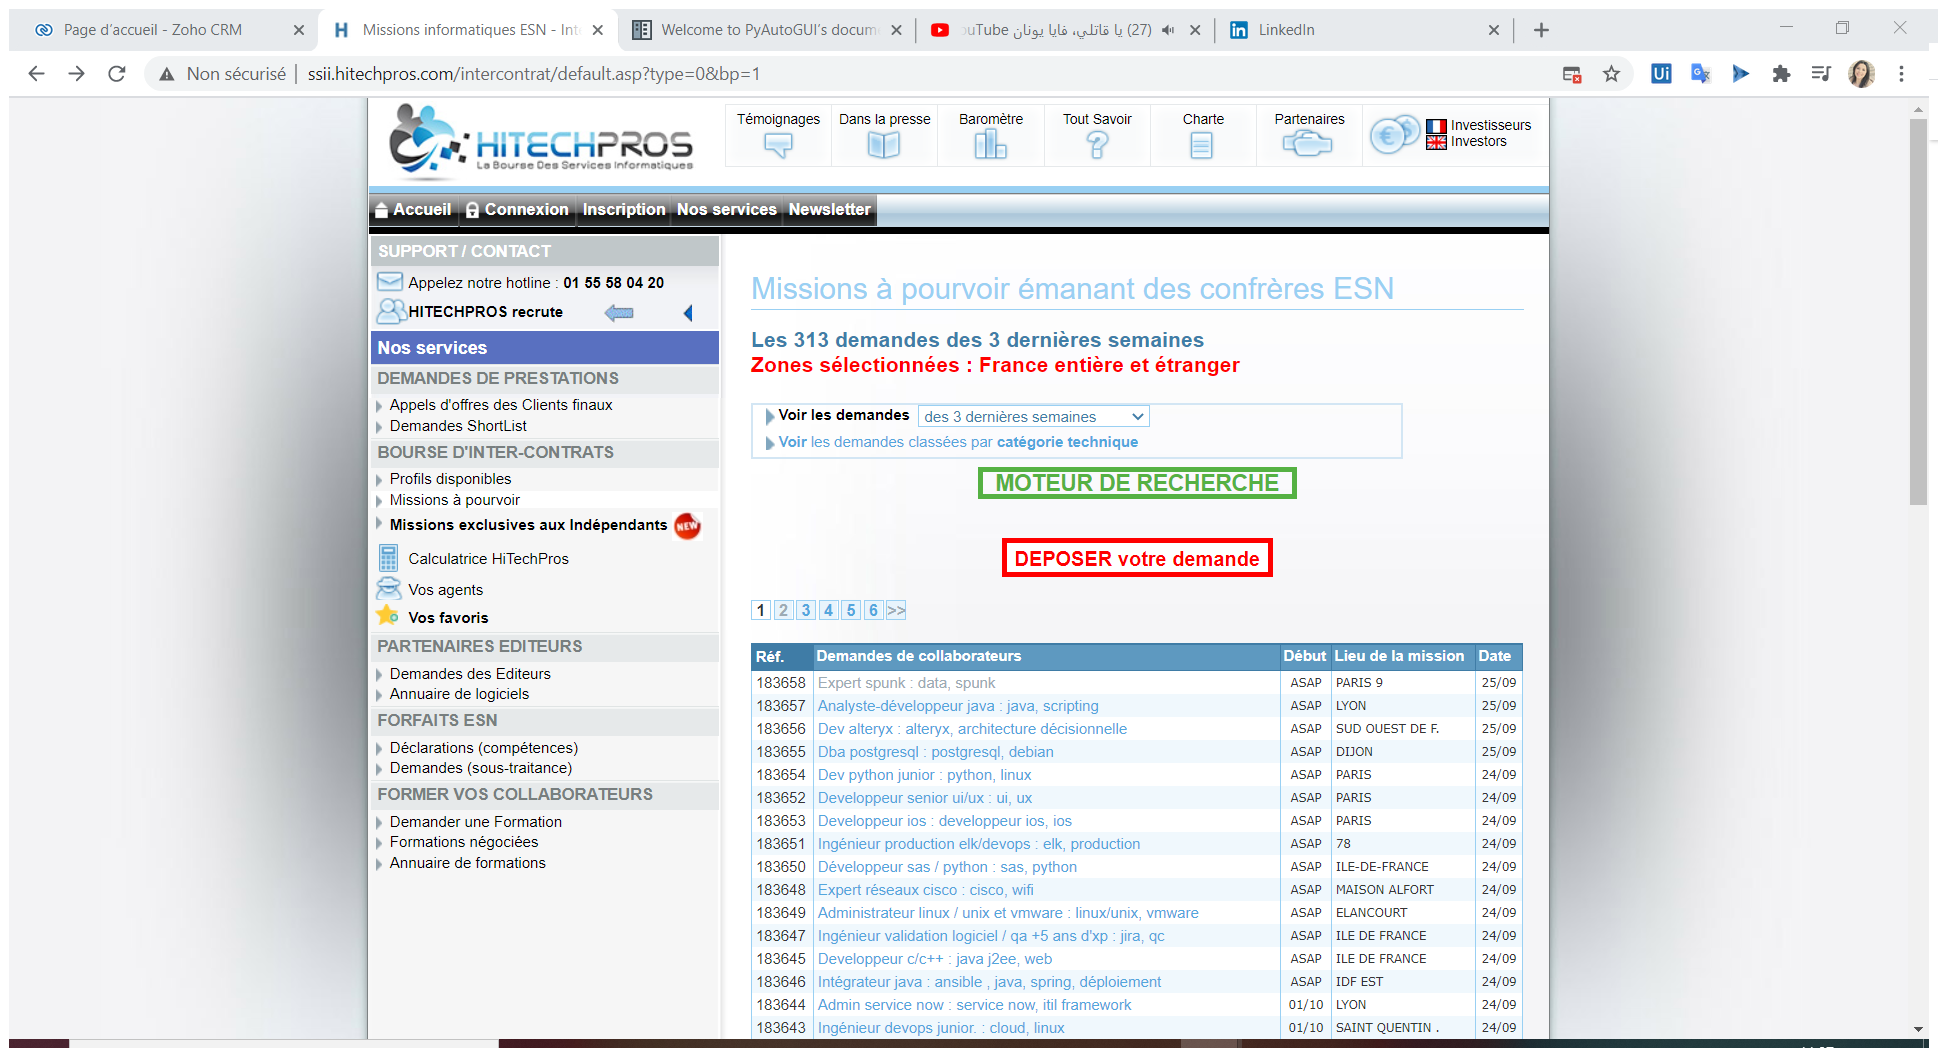 Page d'accueil - Zoho CRM
Missions informatiques ESN - Int
Welcome to PyAutoGUI's docum
(27) يا قاتلي، فايا يونان ouTube
LinkedIn
Non sécurisé | ssii.hitechpros.com/intercontrat/default.asp?type=0&bp=1
HITECHPROS
La Bourse Des Services Informatiques
Témoignages
Dans la presse
Baromètre
Tout Savoir
Charte
Partenaires
Investisseurs
Investors
Accueil
Connexion
Inscription
Nos services
Newsletter
SUPPORT / CONTACT
Appelez notre hotline : 01 55 58 04 20
HITECHPROS recrute
Nos services
DEMANDES DE PRESTATIONS
Appels d'offres des Clients finaux
Demandes ShortList
BOURSE D'INTER-CONTRATS
Profils disponibles
Missions à pourvoir
Missions exclusives aux Indépendants NEW
Calculatrice HiTechPros
Vos agents
Vos favoris
PARTENAIRES EDITEURS
Demandes des Editeurs
Annuaire de logiciels
FORFAITS ESN
Déclarations (compétences)
Demandes (sous-traitance)
FORMER VOS COLLABORATEURS
Demander une Formation
Formations négociées
Annuaire de formations
Missions à pourvoir émanant des confrères ESN
Les 313 demandes des 3 dernières semaines
Zones sélectionnées : France entière et étranger
Voir les demandes des 3 dernières semaines
Voir les demandes classées par catégorie technique
MOTEUR DE RECHERCHE
DEPOSER votre demande
1 2 3 4 5 6 >>
Réf. Demandes de collaborateurs Début Lieu de la mission Date
183658 Expert spunk : data, spunk ASAP PARIS 9 25/09
183657 Analyste-développeur java : java, scripting ASAP LYON 25/09
183656 Dev alteryx : alteryx, architecture décisionnelle ASAP SUD OUEST DE F. 25/09
183655 Dba postgresql : postgresql, debian ASAP DIJON 25/09
183654 Dev python junior : python, linux ASAP PARIS 24/09
183652 Developpeur senior ui/ux : ui, ux ASAP PARIS 24/09
183653 Developpeur ios : developpeur ios, ios ASAP PARIS 24/09
183651 Ingénieur production elk/devops : elk, production ASAP 78 24/09
183650 Développeur sas / python : sas, python ASAP ILE-DE-FRANCE 24/09
183648 Expert réseaux cisco : cisco, wifi ASAP MAISON ALFORT 24/09
183649 Administrateur linux / unix et vmware : linux/unix, vmware ASAP ELANCOURT 24/09
183647 Ingénieur validation logiciel / qa +5 ans d'xp : jira, qc ASAP ILE DE FRANCE 24/09
183645 Developpeur c/c++ : java j2ee, web ASAP ILE DE FRANCE 24/09
183646 Intégrateur java : ansible , java, spring, déploiement ASAP IDF EST 24/09
183644 Admin service now : service now, itil framework 01/10 LYON 24/09
183643 Ingénieur devops junior. : cloud, linux 01/10 SAINT QUENTIN . 24/09